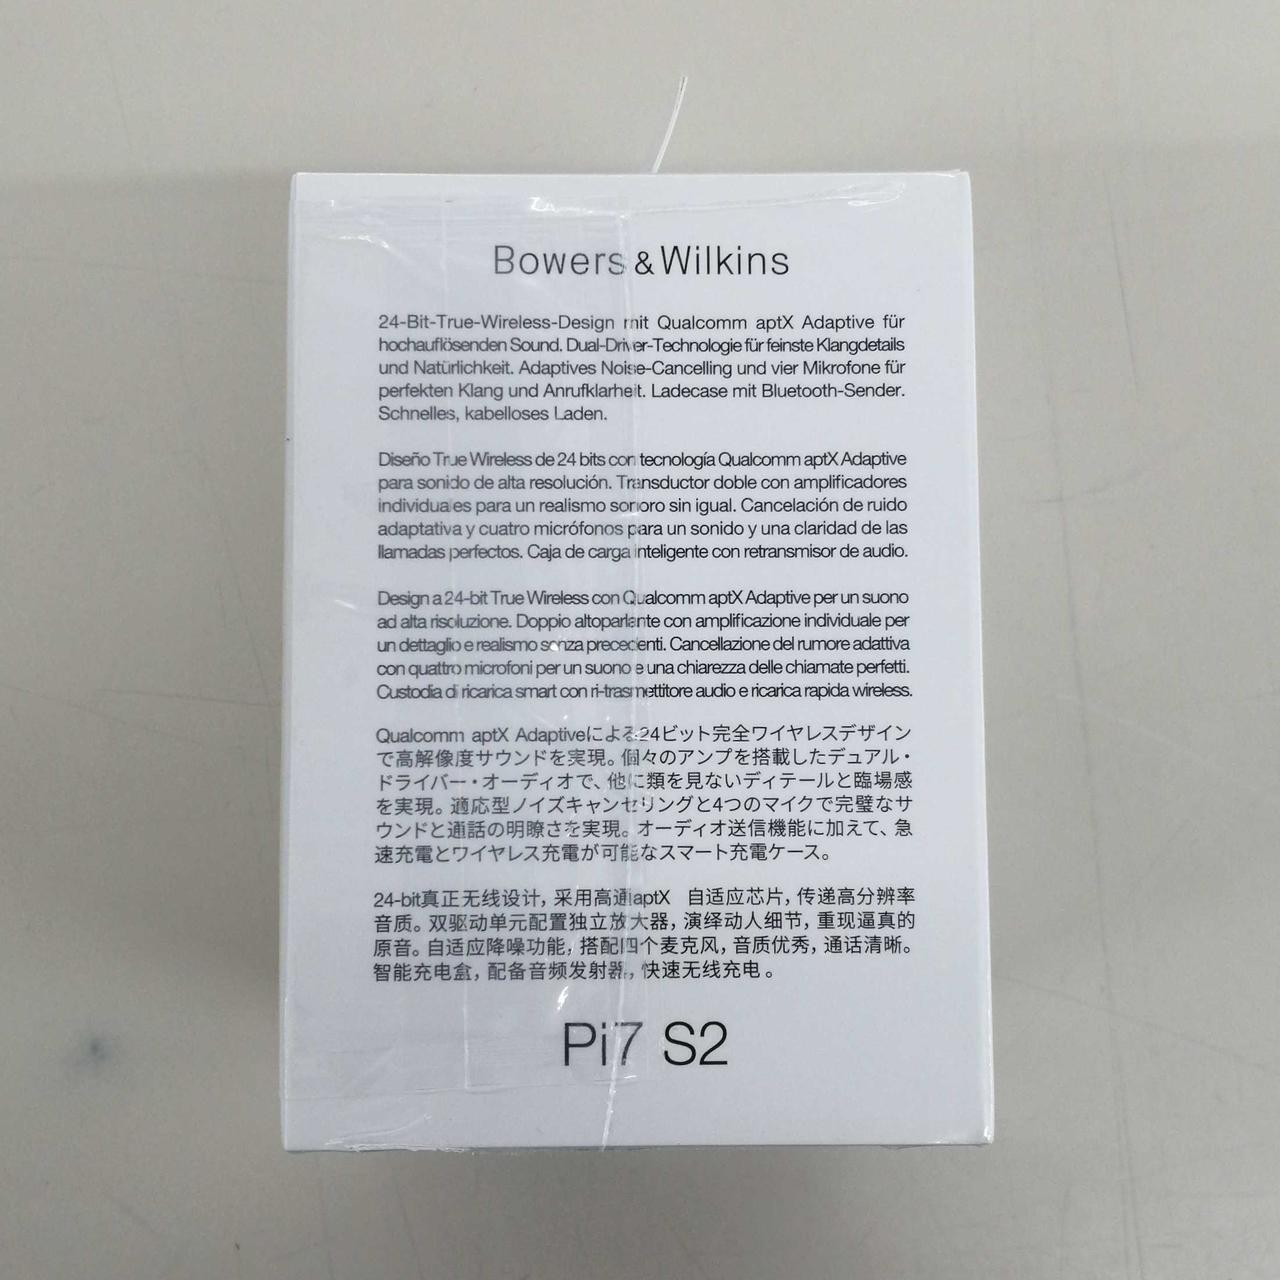 Bowers & Wilkins
24-Bit-True-Wireless-Design mit Qualcomm aptX Adaptive für
hochauflösenden Sound. Dual-Driver-Technologie für feinste Klangdetails
und Natürlichkeit. Adaptives Noise-Cancelling und vier Mikrofone für
perfekten Klang und Anrufklarheit. Ladecase mit Bluetooth-Sender.
Schnelles, kabelloses Laden.
Diseño True Wireless de 24 bits con tecnología Qualcomm aptX Adaptive
para sonido de alta resolución. Transductor doble con amplificadores
individuales para un realismo sonoro sin igual. Cancelación de ruido
adaptativa y cuatro micrófonos para un sonido y una claridad de las
llamadas perfectos. Caja de carga inteligente con retransmisor de audio.
Design a 24-bit True Wireless con Qualcomm aptX Adaptive per un suono
ad alta risoluzione. Doppio altoparlante con amplificazione individuale per
un dettaglio e realismo senza precedenti. Cancellazione del rumore adattiva
con quattro microfoni per un suono e una chiarezza delle chiamate perfetti.
Custodia di ricarica smart con ri-trasmettitore audio e ricarica rapida wireless.
Qualcomm aptX Adaptiveによる24ビット完全ワイヤレスデザイン
で高解像度サウンドを実現。個々のアンプを搭載したデュアル・
ドライバー・オーディオで、他に類を見ないディテールと臨場感
を実現。適応型ノイズキャンセリングと4つのマイクで完璧なサ
ウンドと通話の明瞭さを実現。オーディオ送信機能に加えて、急
速充電とワイヤレス充電が可能なスマート充電ケース。
24-bit真正无线设计，采用高通aptX 自适应芯片，传递高分辨率
音质。双驱动单元配置独立放大器，演绎动人细节，重现逼真的
原音。自适应降噪功能，搭配四个麦克风，音质优秀，通话清晰。
智能充电盒，配备音频发射器，快速无线充电。
Pi7 S2